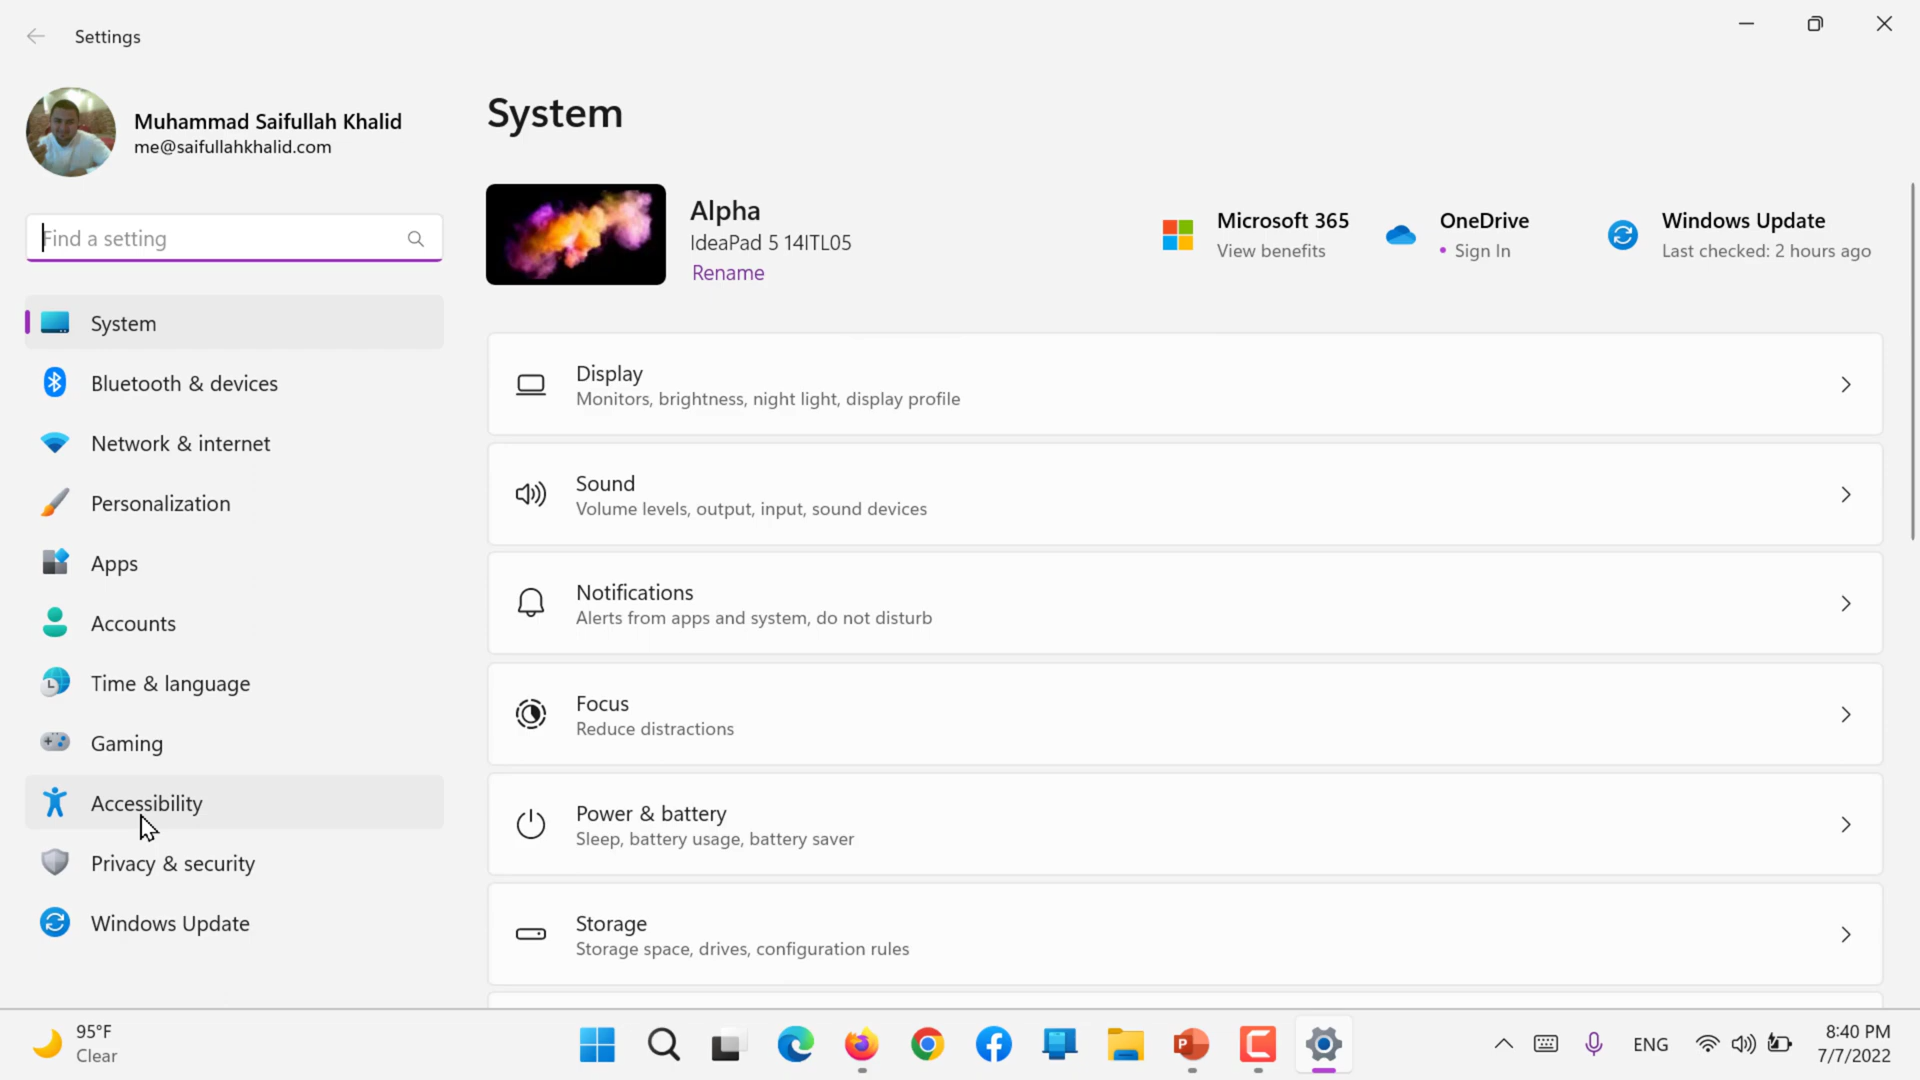 Settings
Muhammad Saifullah Khalid
me@saifullahkhalid.com
Find a setting
System
Bluetooth & devices
Network & internet
Personalization
Apps
Accounts
Time & language
Gaming
Accessibility
Privacy & security
Windows Update
System
Alpha
IdeaPad 5 14ITL05
Rename
Microsoft 365
View benefits
OneDrive
• Sign In
Windows Update
Last checked: 2 hours ago
Display
Monitors, brightness, night light, display profile
Sound
Volume levels, output, input, sound devices
Notifications
Alerts from apps and system, do not disturb
Focus
Reduce distractions
Power & battery
Sleep, battery usage, battery saver
Storage
Storage space, drives, configuration rules
95°F
Clear
ENG
8:40 PM
7/7/2022